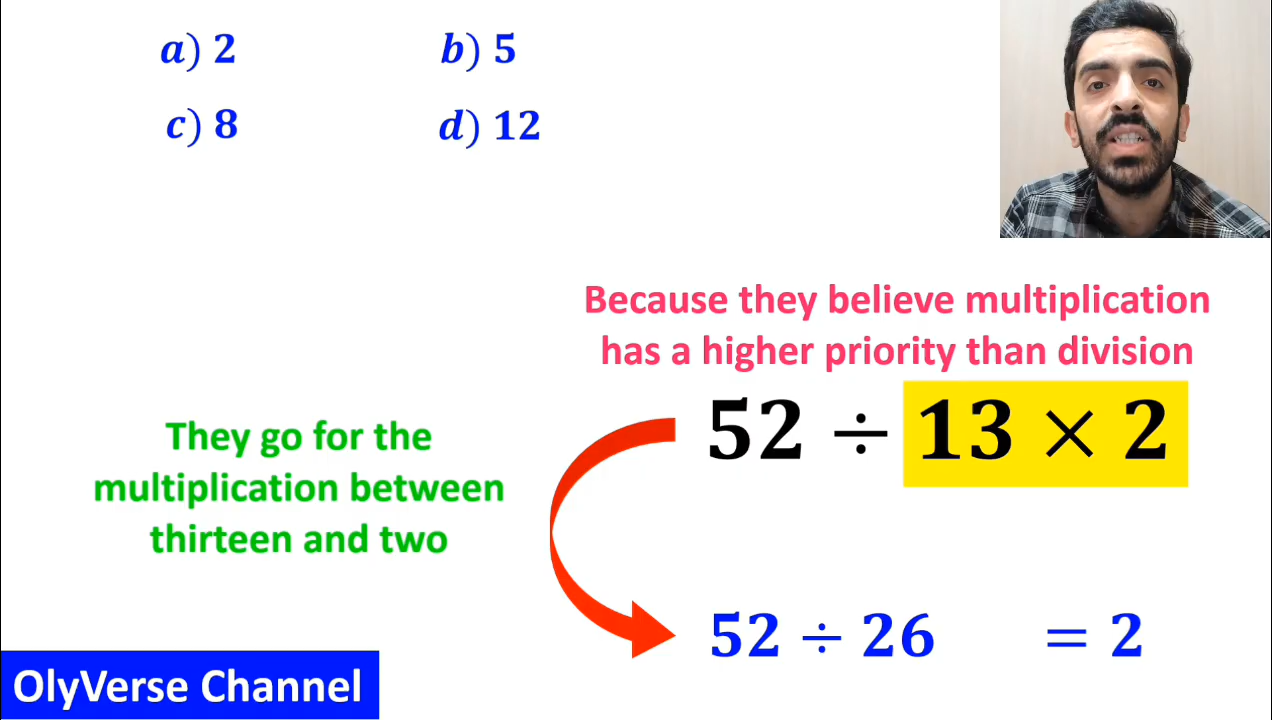 a) 2
b) 5
c) 8
d) 12
Because they believe multiplication
has a higher priority than division
52 ÷ 13 × 2
They go for the
multiplication between
thirteen and two
52 ÷ 26 = 2
OlyVerse Channel